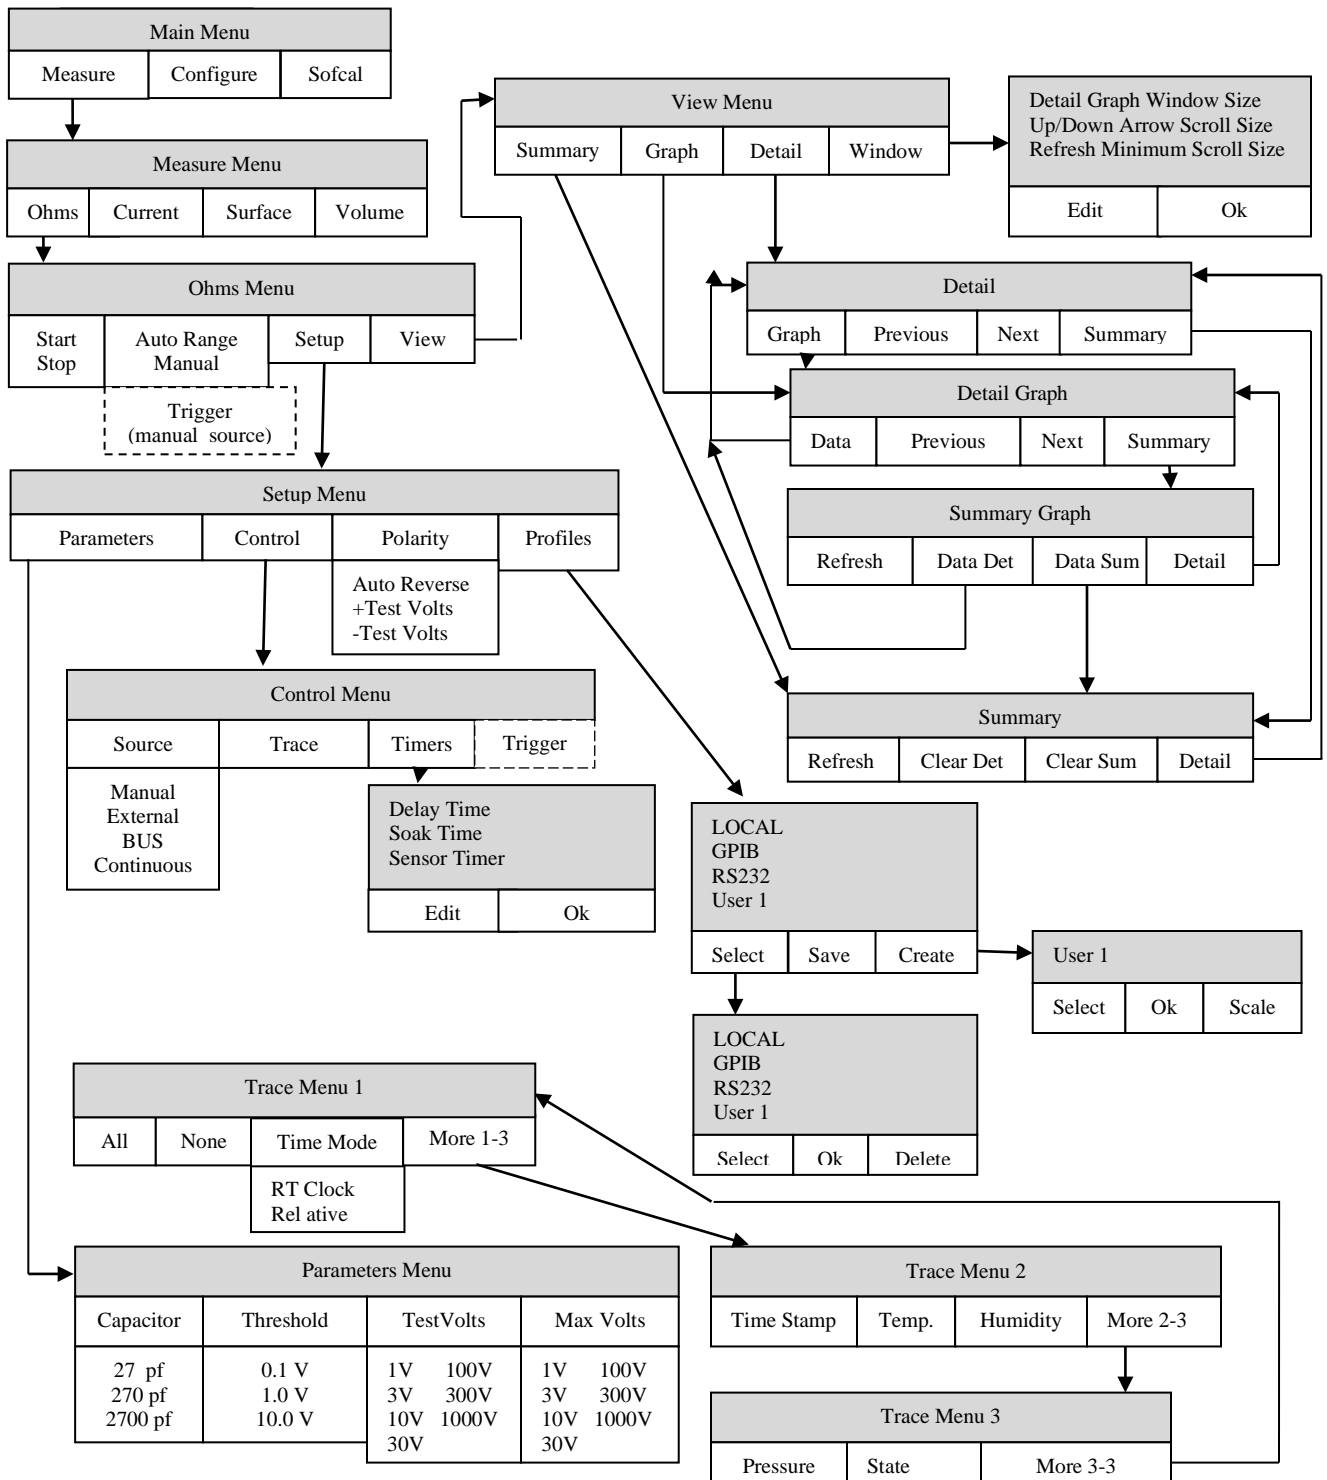 Main Menu
Measure Configure Sofcal
Measure Menu
Ohms Current Surface Volume
Ohms Menu
Start Stop
Auto Range Manual
Setup View
Trigger
(manual source)
View Menu
Summary Graph Detail Window
Detail Graph Window Size
Up/Down Arrow Scroll Size
Refresh Minimum Scroll Size
Edit Ok
Detail
Graph Previous Next Summary
Detail Graph
Data Previous Next Summary
Summary Graph
Refresh Data Det Data Sum Detail
Summary
Refresh Clear Det Clear Sum Detail
Setup Menu
Parameters Control Polarity Profiles
Auto Reverse
+Test Volts
-Test Volts
Control Menu
Source Trace Timers Trigger
Manual
External
BUS
Continuous
Delay Time
Soak Time
Sensor Timer
Edit Ok
LOCAL
GPIB
RS232
User 1
Select Save Create
User 1
Select Ok Scale
LOCAL
GPIB
RS232
User 1
Select Ok Delete
Trace Menu 1
All None Time Mode More 1-3
RT Clock
Rel ative
Parameters Menu
Capacitor Threshold TestVolts Max Volts
27 pf 0.1 V 1V 100V 1V 100V
270 pf 1.0 V 3V 300V 3V 300V
2700 pf 10.0 V 10V 1000V 10V 1000V
30V 30V
Trace Menu 2
Time Stamp Temp. Humidity More 2-3
Trace Menu 3
Pressure State More 3-3